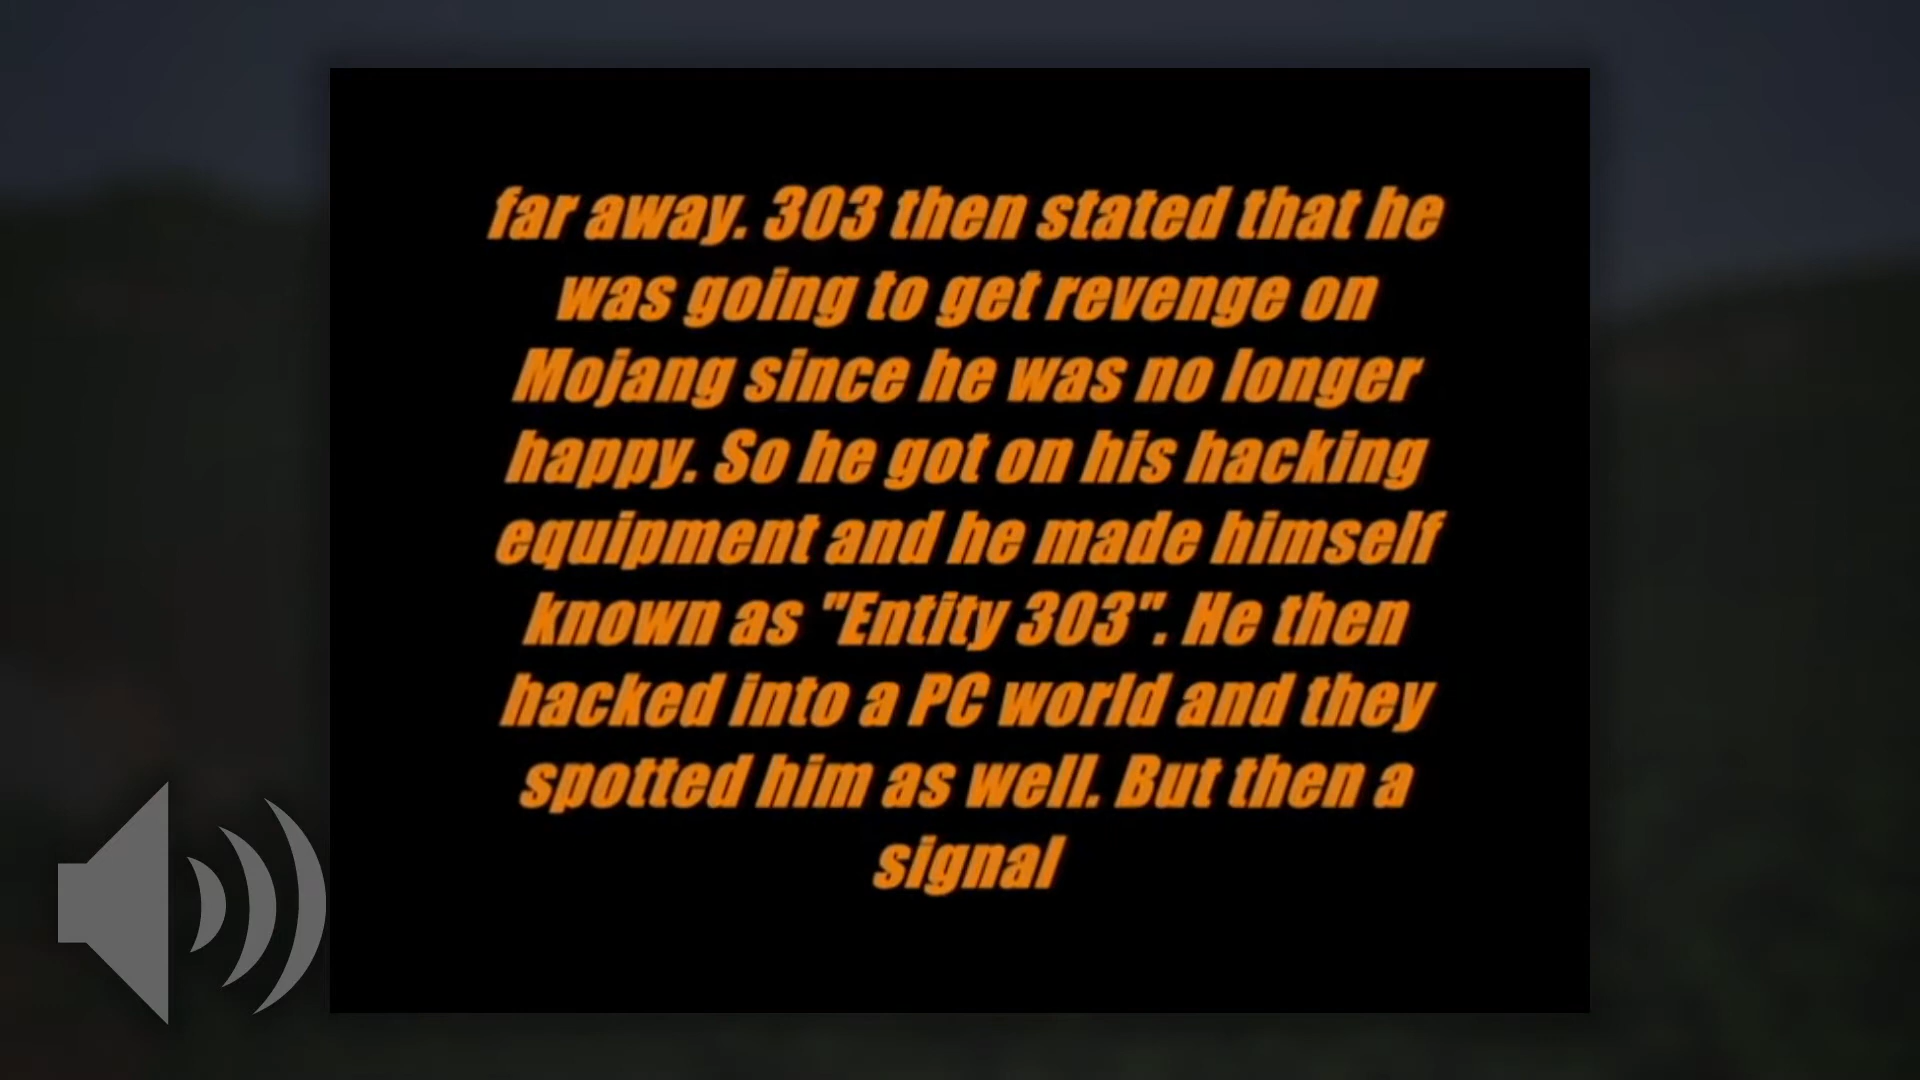 far away. 303 then stated that he
was going to get revenge on
Mojang since he was no longer
happy. So he got on his hacking
equipment and he made himself
known as "Entity 303". He then
hacked into a PC world and they
spotted him as well. But then a
signal